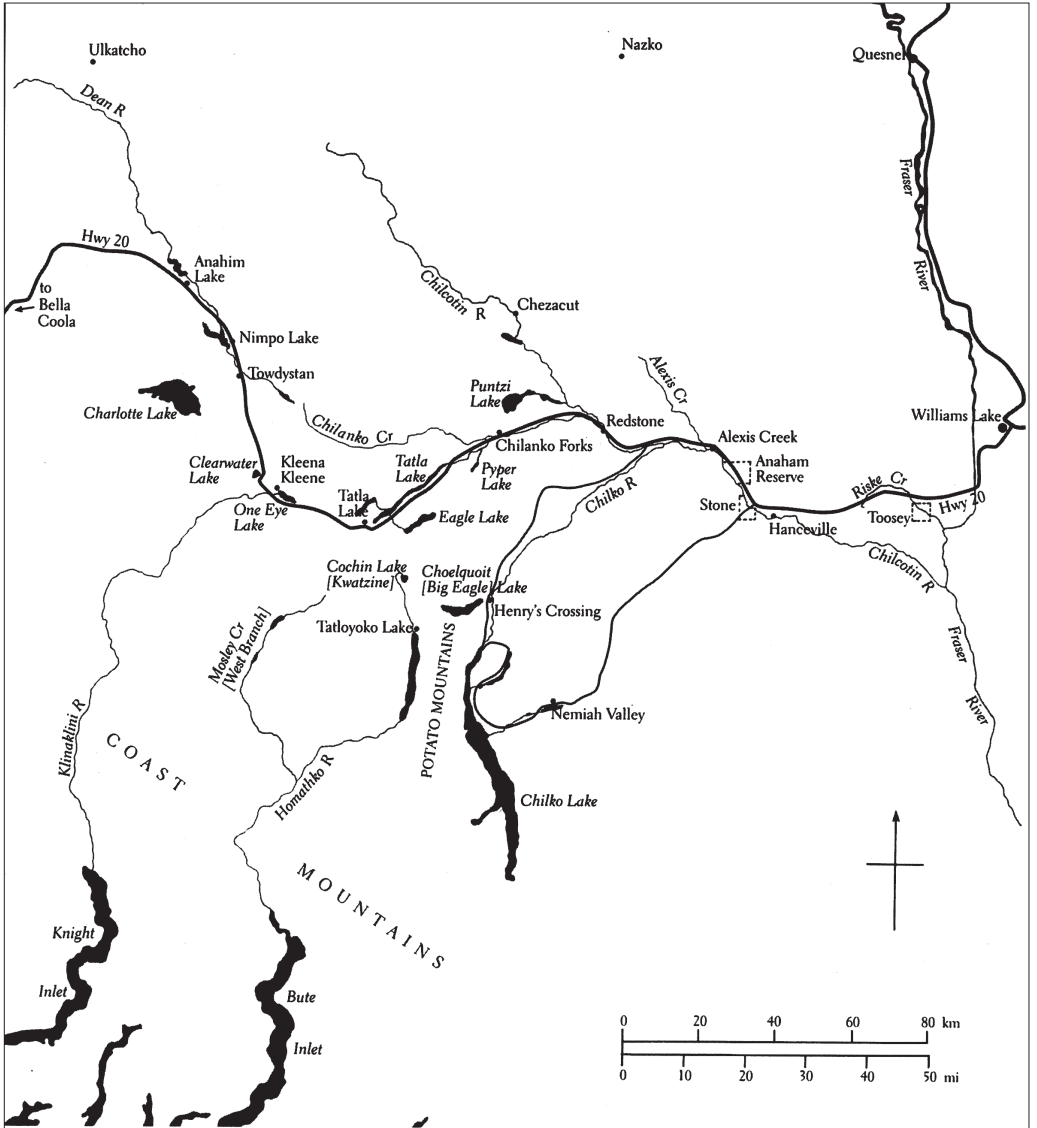 Ulkatcho
Nazko
Quesnel
Dean R
Fraser
River
Hwy 20
Anahim
Lake
to
Bella
Coola
Chilcotin
R
Chezacut
Nimpo Lake
Towdystan
Alexis Cr
Puntzi
Lake
Charlotte Lake
Redstone
Williams Lake
Chilanko Cr
Chilanko Forks
Alexis Creek
Clearwater
Lake
Kleena
Kleene
Tatla
Lake
Pyper
Lake
Anaham
Reserve
One Eye
Lake
Tatla
Lake
Eagle Lake
Chilko R
Stone
Riske Cr
Hwy 20
Toosey
Hanceville
Chilcotin R
Cochin Lake
[Kwatzine]
Choelquoit
[Big Eagle] Lake
Henry's Crossing
Tatloyoko Lake
Mosley Cr
[West Branch]
POTATO MOUNTAINS
Fraser
River
Nemiah Valley
Klinaklini R
COAST
Homathko R
Chilko Lake
MOUNTAINS
Knight
Inlet
Bute
Inlet
0 20 40 60 80 km
0 10 20 30 40 50 mi